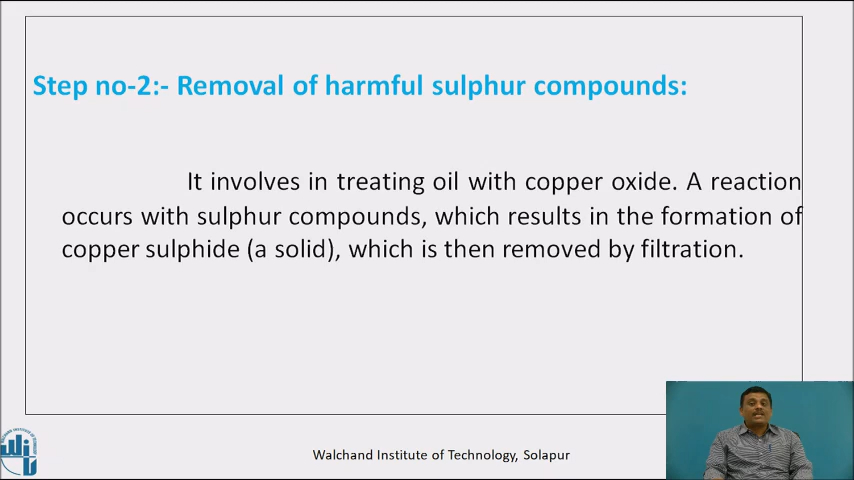 Step no-2:- Removal of harmful sulphur compounds:
It involves in treating oil with copper oxide. A reaction
occurs with sulphur compounds, which results in the formation of
copper sulphide (a solid), which is then removed by filtration.
Walchand Institute of Technology, Solapur